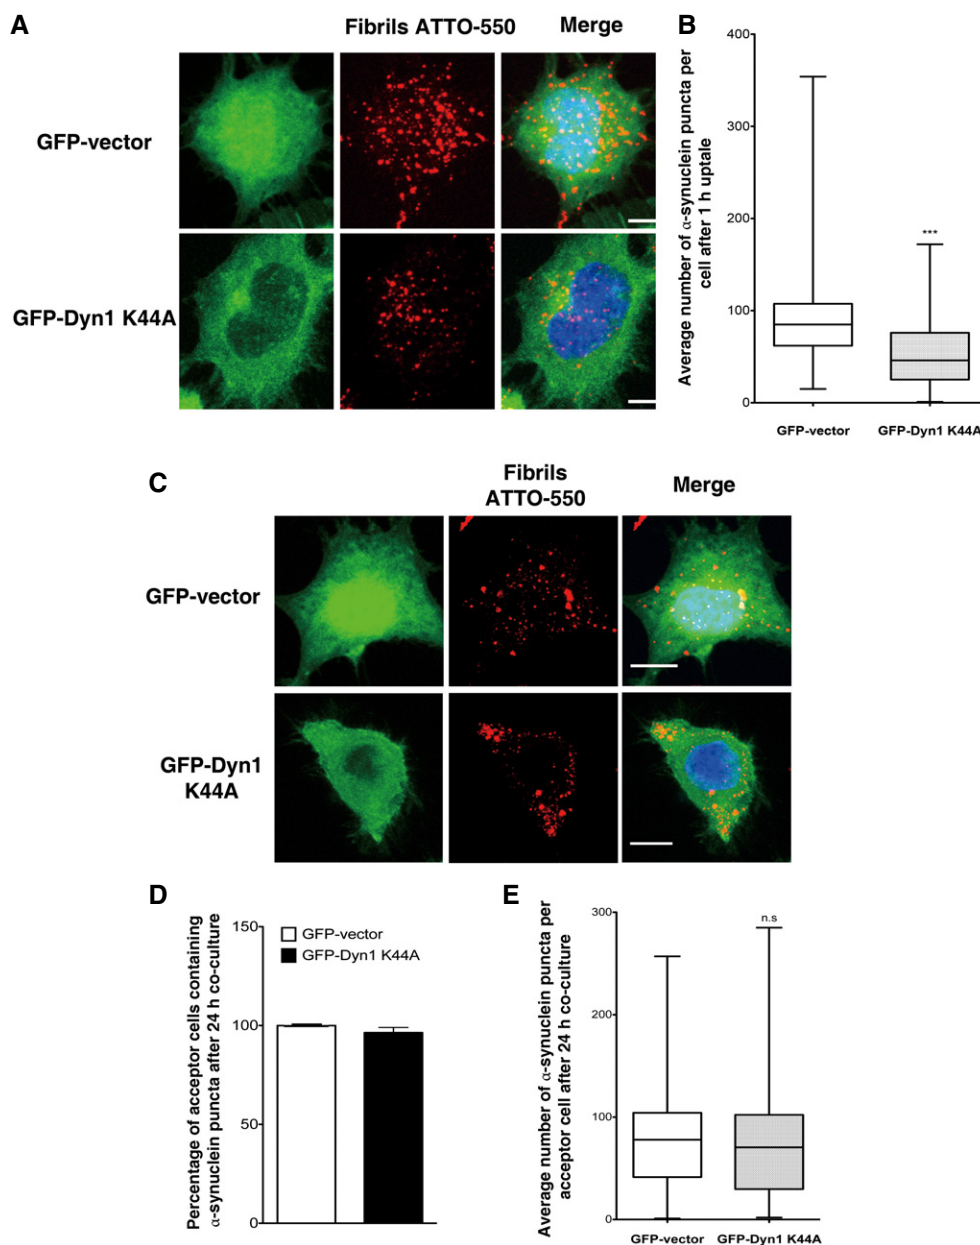 A
Fibrils ATTO-550
Merge
GFP-vector
GFP-Dyn1 K44A
B
Average number of α-synuclein puncta per
cell after 1 h uptale
400
300
200
100
0
***
GFP-vector
GFP-Dyn1 K44A
C
Fibrils
ATTO-550
Merge
GFP-vector
GFP-Dyn1
K44A
D
Percentage of acceptor cells containing
α-synuclein puncta after 24 h co-culture
150
100
50
0
GFP-vector
GFP-Dyn1 K44A
E
Average number of α-synuclein puncta per
acceptor cell after 24 h co-culture
300
200
100
0
n.s
GFP-vector
GFP-Dyn1 K44A